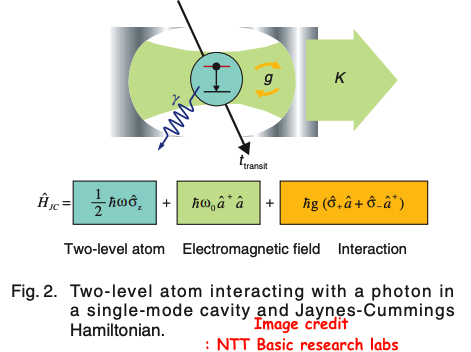 g
K
γ
t_transit
Ĥ_JC = ½ ħω σ̂_z + ħω₀ â⁺ â + ħg (σ̂₊ â + σ̂₋ â⁺)
Two-level atom Electromagnetic field Interaction
Fig. 2. Two-level atom interacting with a photon in
a single-mode cavity and Jaynes-Cummings
Hamiltonian.
Image credit
: NTT Basic research labs